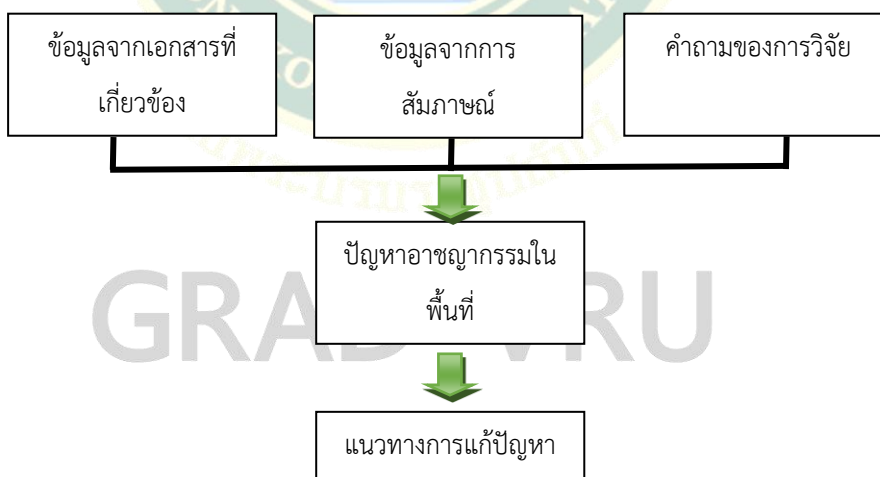 ข้อมูลจากเอกสารที่
เกี่ยวข้อง
ข้อมูลจากการ
สัมภาษณ์
คำถามของการวิจัย
ปัญหาอาชญากรรมใน
พื้นที่
GRAD VRU
แนวทางการแก้ปัญหา